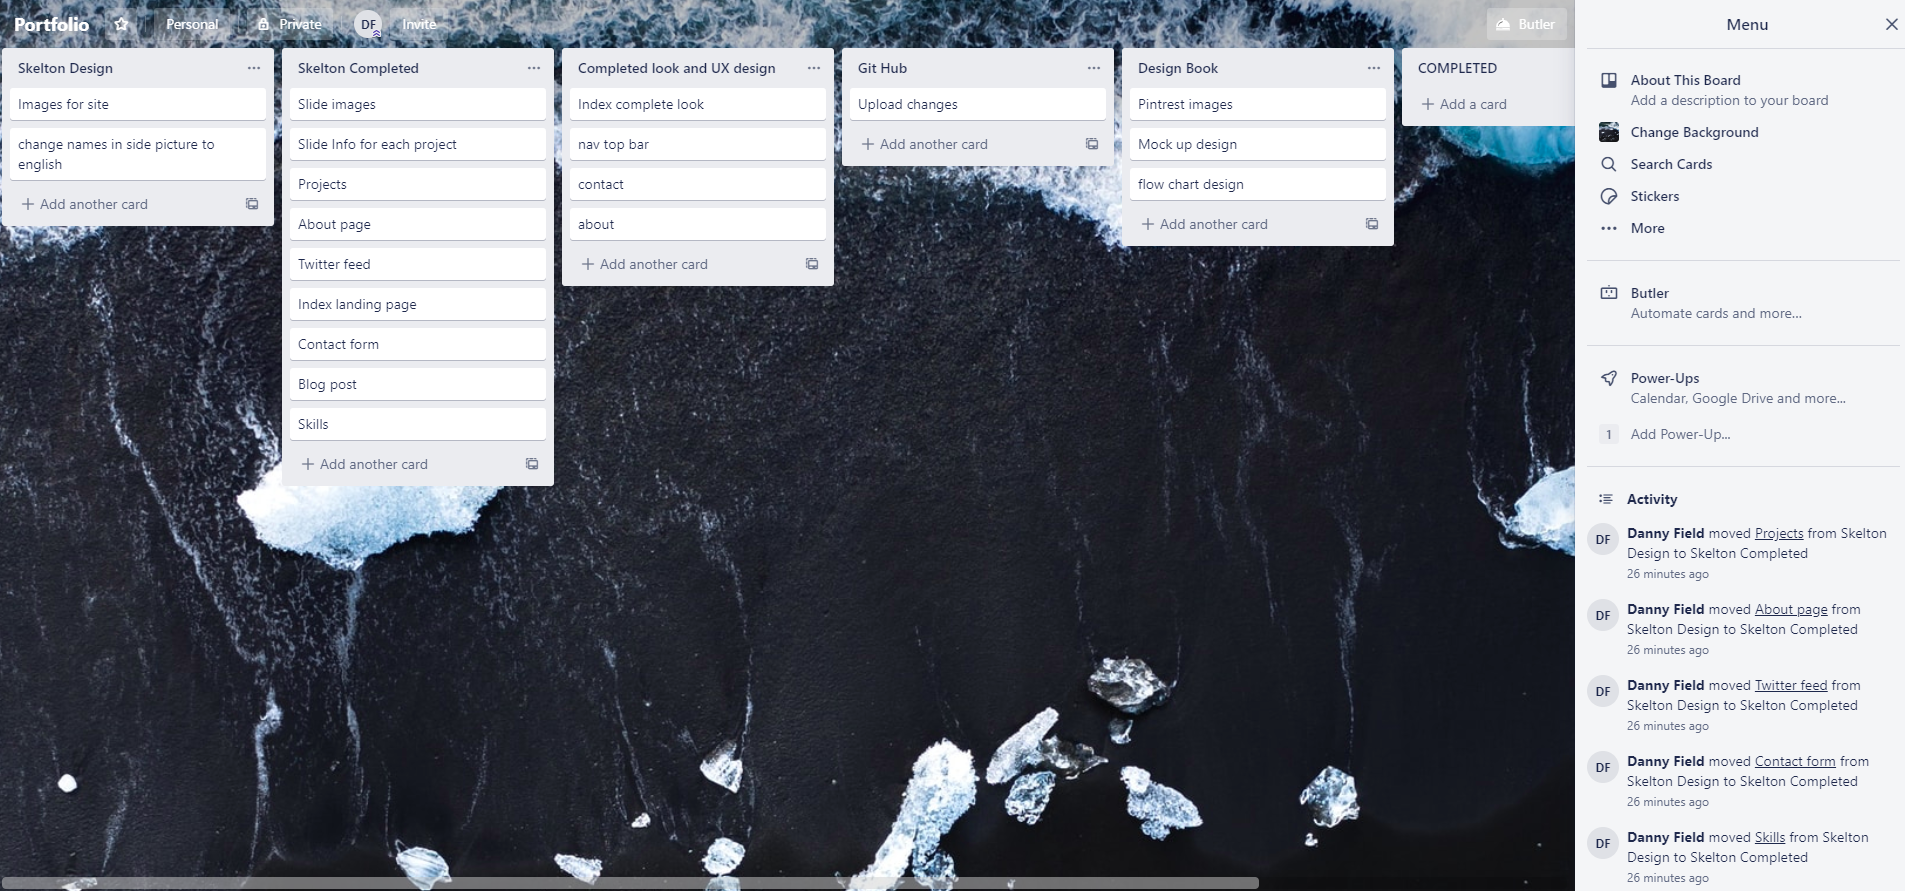 Portfolio
Personal
Private
DF
Invite
Butler
Skelton Design
Images for site
change names in side picture to
english
Add another card
Skelton Completed
Slide images
Slide Info for each project
Projects
About page
Twitter feed
Index landing page
Contact form
Blog post
Skills
Add another card
Completed look and UX design
Index complete look
nav top bar
contact
about
Add another card
Git Hub
Upload changes
Add another card
Design Book
Pintrest images
Mock up design
flow chart design
Add another card
COMPLETED
Add a card
Menu
About This Board
Add a description to your board
Change Background
Search Cards
Stickers
More
Butler
Automate cards and more...
Power-Ups
Calendar, Google Drive and more...
1 Add Power-Up...
Activity
DF
Danny Field moved Projects from Skelton
Design to Skelton Completed
26 minutes ago
DF
Danny Field moved About page from
Skelton Design to Skelton Completed
26 minutes ago
DF
Danny Field moved Twitter feed from
Skelton Design to Skelton Completed
26 minutes ago
DF
Danny Field moved Contact form from
Skelton Design to Skelton Completed
26 minutes ago
DF
Danny Field moved Skills from Skelton
Design to Skelton Completed
26 minutes ago